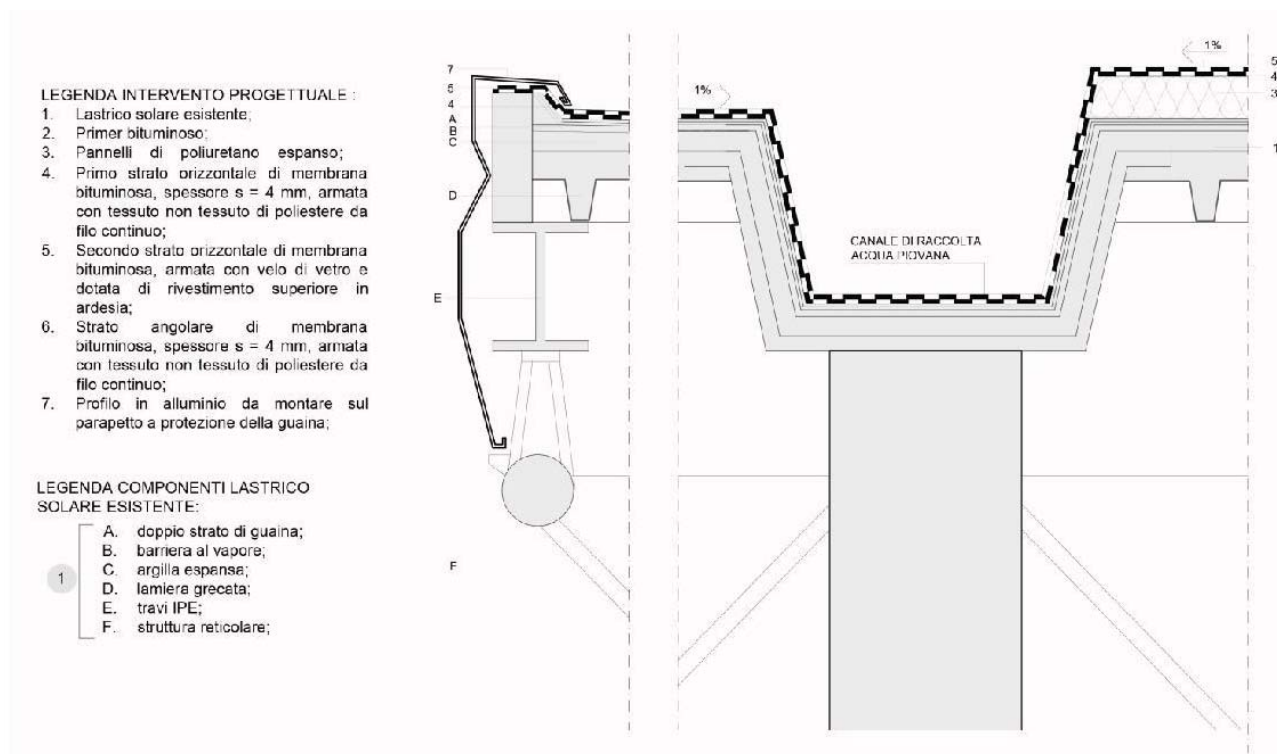 LEGENDA INTERVENTO PROGETTUALE :
1. Lastrico solare esistente;
2. Primer bituminoso;
3. Pannelli di poliuretano espanso;
4. Primo strato orizzontale di membrana
bituminosa, spessore s = 4 mm, armata
con tessuto non tessuto di poliestere da
filo continuo;
5. Secondo strato orizzontale di membrana
bituminosa, armata con velo di vetro e
dotata di rivestimento superiore in
ardesia;
6. Strato angolare di membrana
bituminosa, spessore s = 4 mm, armata
con tessuto non tessuto di poliestere da
filo continuo;
7. Profilo in alluminio da montare sul
parapetto a protezione della guaina;
LEGENDA COMPONENTI LASTRICO
SOLARE ESISTENTE:
1
A. doppio strato di guaina;
B. barriera al vapore;
C. argilla espansa;
D. lamiera grecata;
E. travi IPE;
F. struttura reticolare;
7
4
A
B
C
D
E
F
1%
CANALE DI RACCOLTA
ACQUA PIOVANA
1%
5
4
3
1